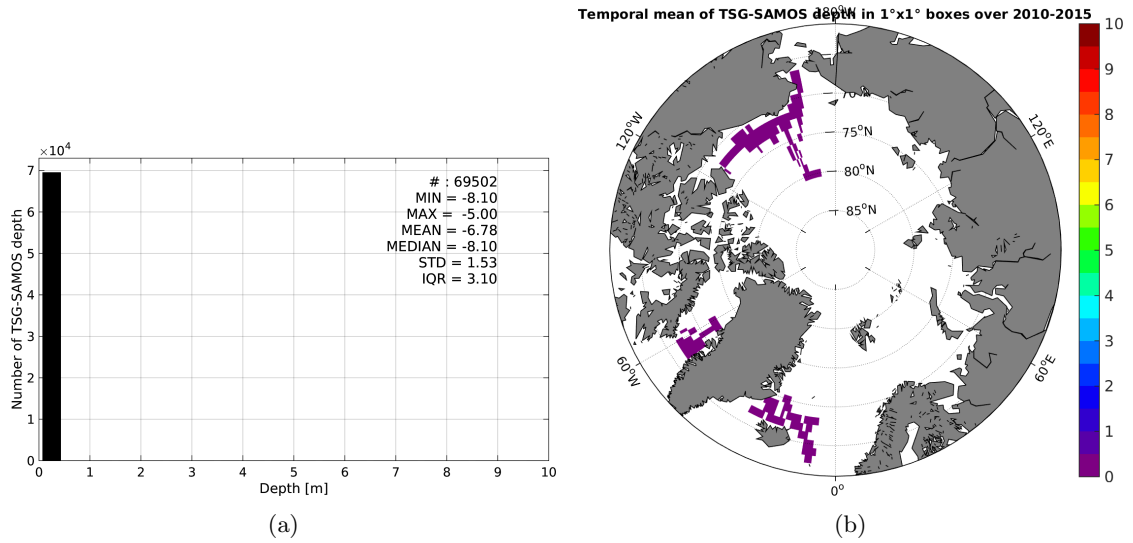 ×10⁴
7
6
5
4
3
2
1
0
Number of TSG-SAMOS depth
# : 69502
MIN = -8.10
MAX = -5.00
MEAN = -6.78
MEDIAN = -8.10
STD = 1.53
IQR = 3.10
0 1 2 3 4 5 6 7 8 9 10
Depth [m]
(a)
Temporal mean of TSG-SAMOS depth in 1°x1° boxes over 2010-2015
180°W
120°W
120°E
70°N
75°N
80°N
85°N
60°W
60°E
0°
10
9
8
7
6
5
4
3
2
1
0
(b)